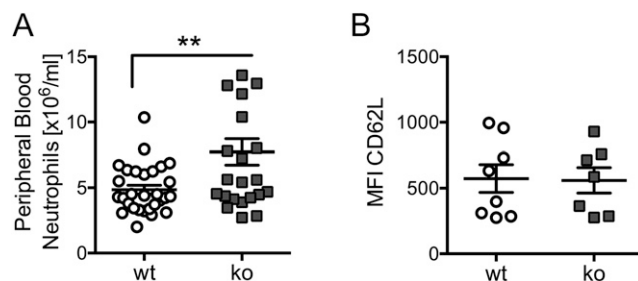 A
Peripheral Blood
Neutrophils [x10⁶/ml]
15
10
5
0
**
wt
ko
B
MFI CD62L
1500
1000
500
0
wt
ko